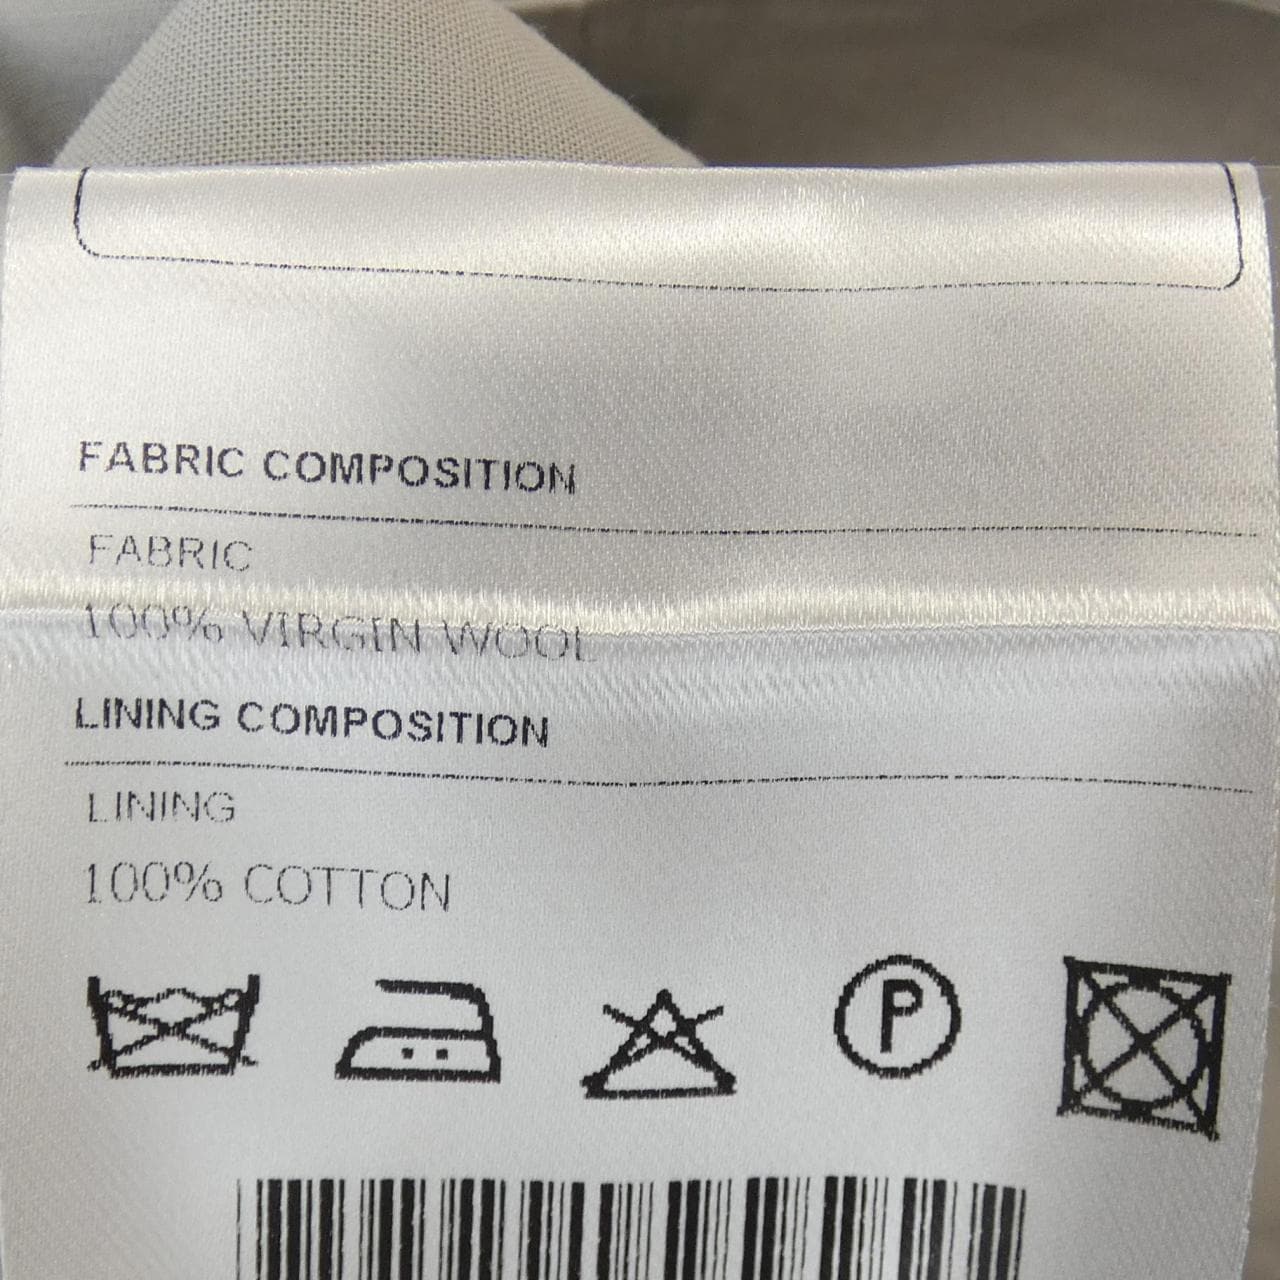 FABRIC COMPOSITION
FABRIC
100% VIRGIN WOOL
LINING COMPOSITION
LINING
100% COTTON
P